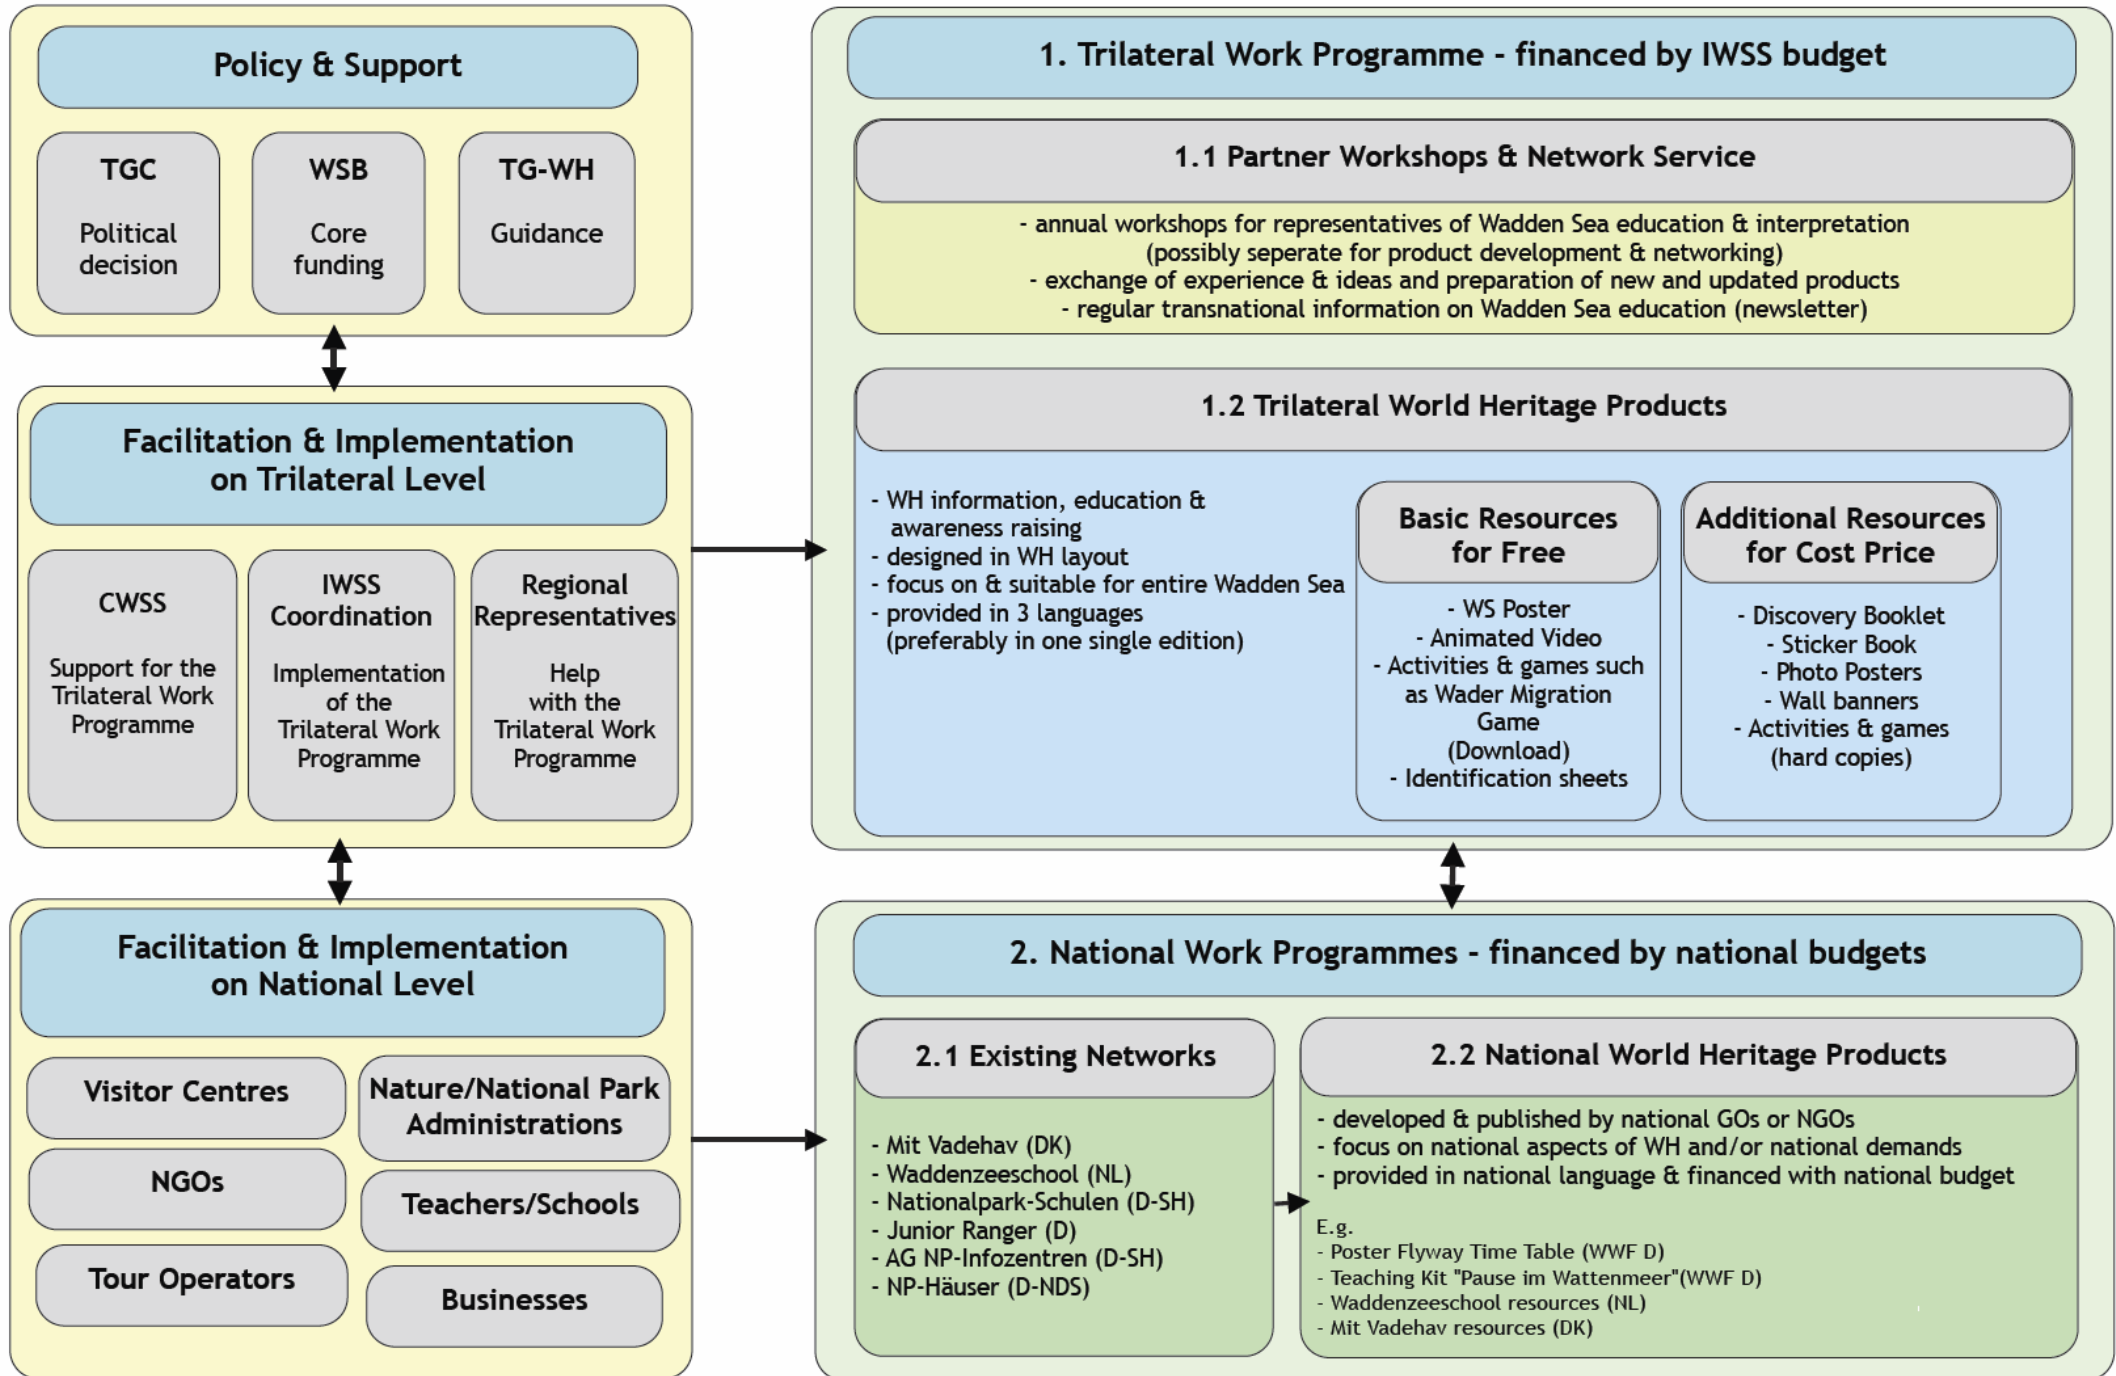 Policy & Support
TGC
Political
decision
WSB
Core
funding
TG-WH
Guidance
Facilitation & Implementation
on Trilateral Level
CWSS
Support for the
Trilateral Work
Programme
IWSS
Coordination
Implementation
of the
Trilateral Work
Programme
Regional
Representatives
Help
with the
Trilateral Work
Programme
Facilitation & Implementation
on National Level
Visitor Centres
Nature/National Park
Administrations
NGOs
Teachers/Schools
Tour Operators
Businesses
1. Trilateral Work Programme - financed by IWSS budget
1.1 Partner Workshops & Network Service
- annual workshops for representatives of Wadden Sea education & interpretation
(possibly seperate for product development & networking)
- exchange of experience & ideas and preparation of new and updated products
- regular transnational information on Wadden Sea education (newsletter)
1.2 Trilateral World Heritage Products
- WH information, education &
awareness raising
- designed in WH layout
- focus on & suitable for entire Wadden Sea
- provided in 3 languages
(preferably in one single edition)
Basic Resources
for Free
- WS Poster
- Animated Video
- Activities & games such
as Wader Migration
Game
(Download)
- Identification sheets
Additional Resources
for Cost Price
- Discovery Booklet
- Sticker Book
- Photo Posters
- Wall banners
- Activities & games
(hard copies)
2. National Work Programmes - financed by national budgets
2.1 Existing Networks
- Mit Vadehav (DK)
- Waddenzeeschool (NL)
- Nationalpark-Schulen (D-SH)
- Junior Ranger (D)
- AG NP-Infozentren (D-SH)
- NP-Häuser (D-NDS)
2.2 National World Heritage Products
- developed & published by national GOs or NGOs
- focus on national aspects of WH and/or national demands
- provided in national language & financed with national budget
E.g.
- Poster Flyway Time Table (WWF D)
- Teaching Kit "Pause im Wattenmeer"(WWF D)
- Waddenzeeschool resources (NL)
- Mit Vadehav resources (DK)